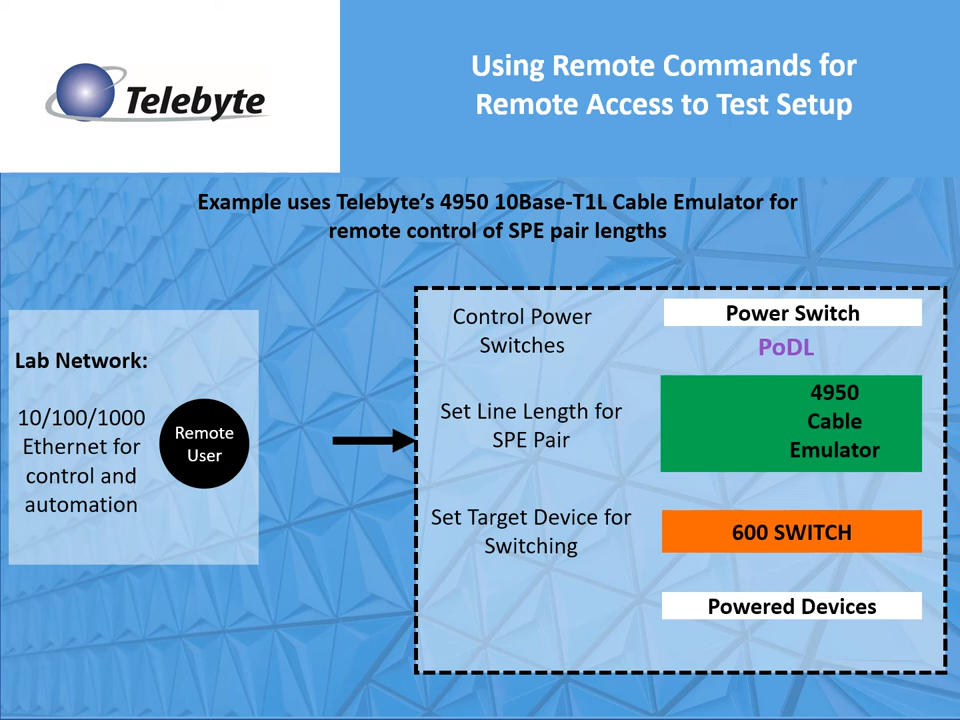 Telebyte
Using Remote Commands for
Remote Access to Test Setup
Example uses Telebyte’s 4950 10Base-T1L Cable Emulator for
remote control of SPE pair lengths
Lab Network:
10/100/1000
Ethernet for
control and
automation
Remote
User
Control Power
Switches
Power Switch
PoDL
Set Line Length for
SPE Pair
4950
Cable
Emulator
Set Target Device for
Switching
600 SWITCH
Powered Devices